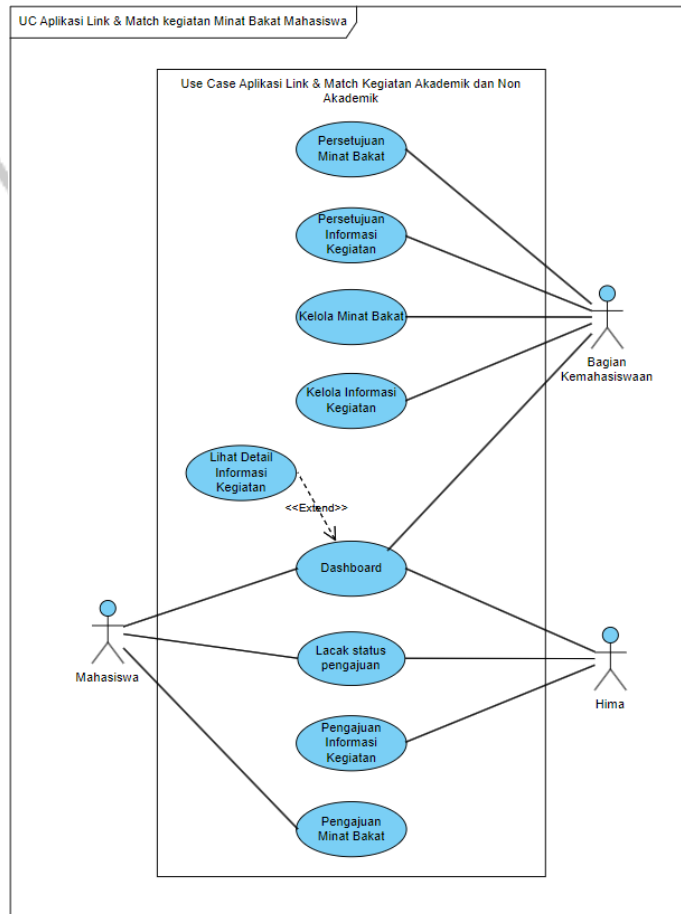 UC Aplikasi Link & Match kegiatan Minat Bakat Mahasiswa
Use Case Aplikasi Link & Match Kegiatan Akademik dan Non
Akademik
Persetujuan
Minat Bakat
Persetujuan
Informasi
Kegiatan
Kelola Minat Bakat
Bagian
Kemahasiswaan
Kelola Informasi
Kegiatan
Lihat Detail
Informasi
Kegiatan
<<Extend>>
Dashboard
Mahasiswa
Lacak status
pengajuan
Hima
Pengajuan
Informasi
Kegiatan
Pengajuan
Minat Bakat